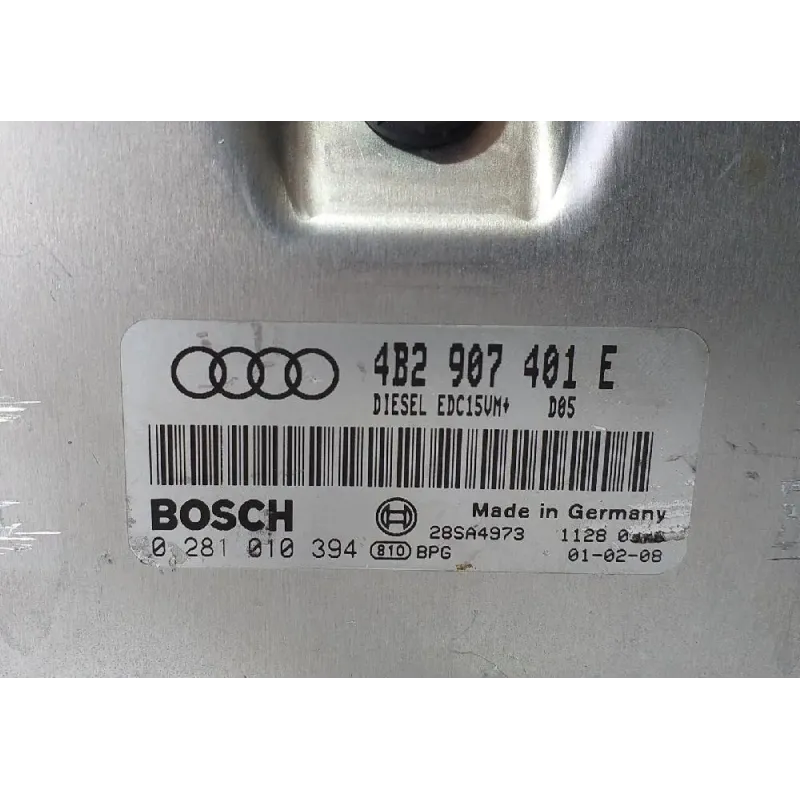 4B2 907 401 E
DIESEL EDC15VM+ D05
BOSCH
Made in Germany
28SA4973 1128
0 281 010 394 810 BPG 01-02-08